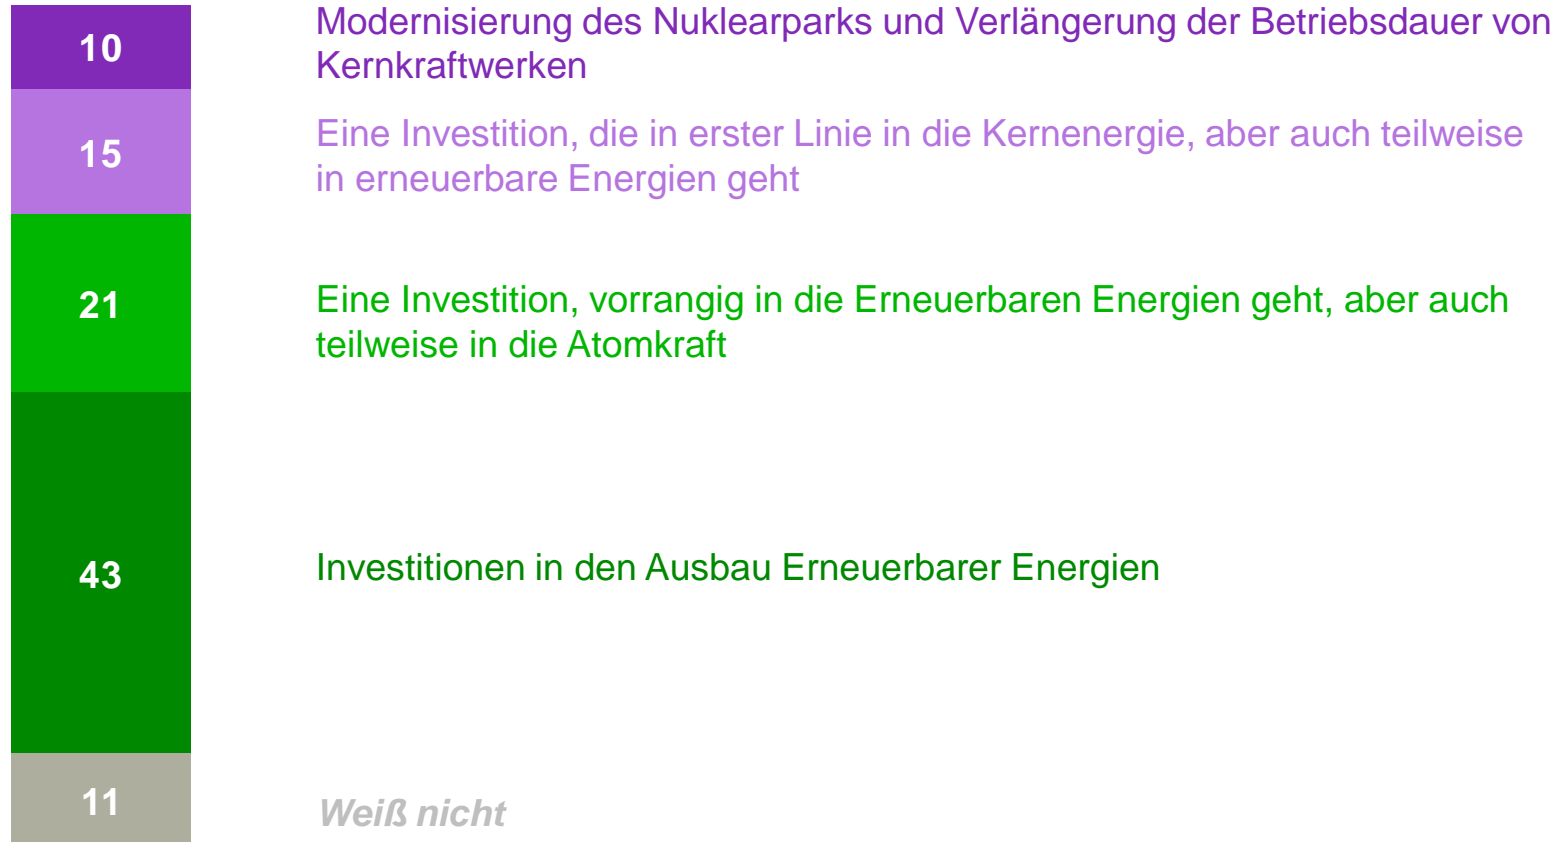 10
Modernisierung des Nuklearparks und Verlängerung der Betriebsdauer von
Kernkraftwerken
15
Eine Investition, die in erster Linie in die Kernenergie, aber auch teilweise
in erneuerbare Energien geht
21
Eine Investition, vorrangig in die Erneuerbaren Energien geht, aber auch
teilweise in die Atomkraft
43
Investitionen in den Ausbau Erneuerbarer Energien
11
Weiß nicht